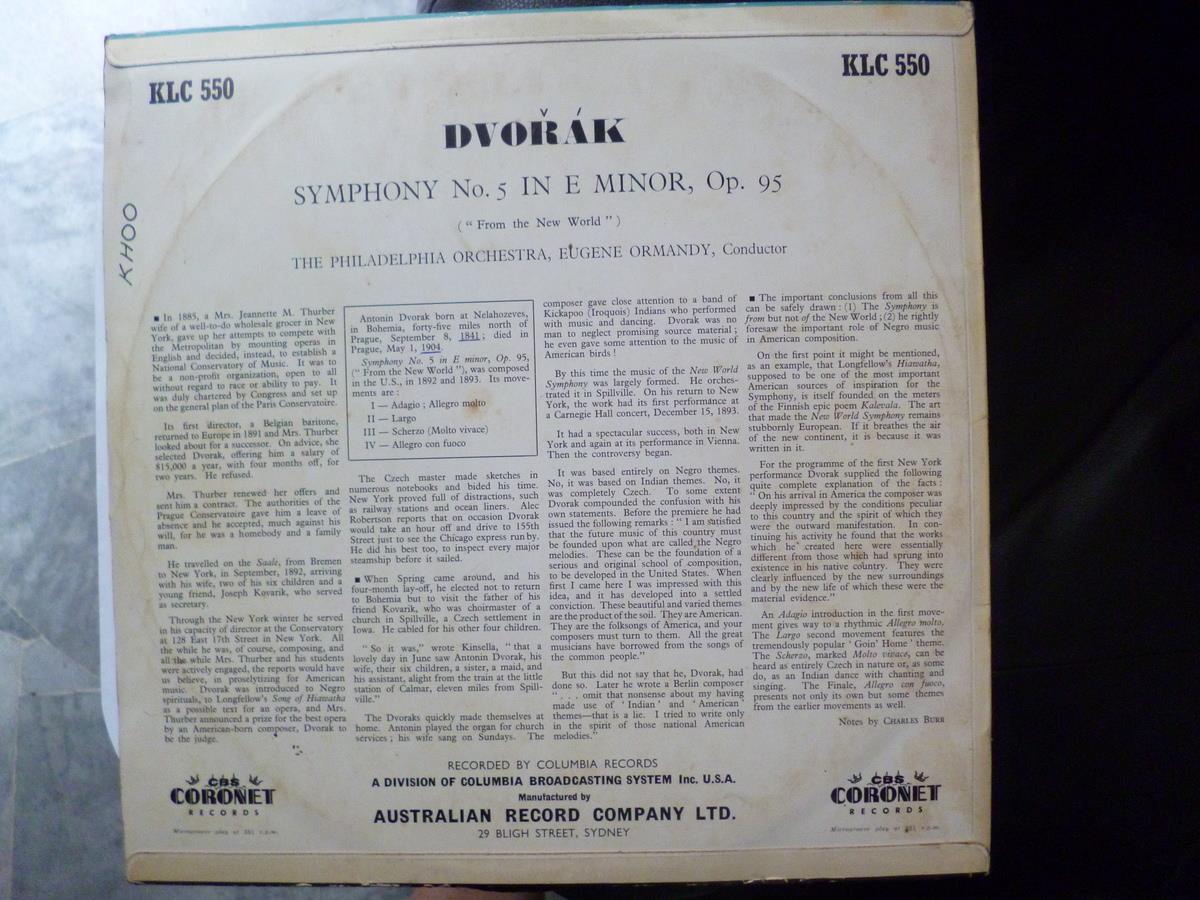 KLC 550
KLC 550
DVOŘÁK
SYMPHONY No. 5 IN E MINOR, Op. 95
(“ From the New World ”)
THE PHILADELPHIA ORCHESTRA, EUGENE ORMANDY, Conductor
KHOO
■ In 1885, a Mrs. Jeannette M. Thurber
wife of a well-to-do wholesale grocer in New
York, gave up her attempts to compete with
the Metropolitan by mounting operas in
English and decided, instead, to establish a
National Conservatory of Music. It was to
be a non-profit organization, open to all
without regard to race or ability to pay. It
was duly chartered by Congress and set up
on the general plan of the Paris Conservatoire.
Its first director, a Belgian baritone,
returned to Europe in 1891 and Mrs. Thurber
looked about for a successor. On advice, she
selected Dvorak, offering him a salary of
$15,000 a year, with four months off, for
two years. He refused.
Mrs. Thurber renewed her offers and
sent him a contract. The authorities of the
Prague Conservatoire gave him a leave of
absence and he accepted, much against his
will, for he was a homebody and a family
man.
He travelled on the Saale, from Bremen
to New York, in September, 1892, arriving
with his wife, two of his six children and a
young friend, Joseph Kovarik, who served
as secretary.
Through the New York winter he served
in his capacity of director at the Conservatory
at 128 East 17th Street in New York. All
the while he was, of course, composing, and
all the while Mrs. Thurber and his students
were actively engaged, the reports would have
us believe, in proselytizing for American
music. Dvorak was introduced to Negro
spirituals, to Longfellow's Song of Hiawatha
as a possible text for an opera, and Mrs.
Thurber announced a prize for the best opera
by an American-born composer, Dvorak to
be the judge.
Antonin Dvorak born at Nelahozeves,
in Bohemia, forty-five miles north of
Prague, September 8, 1841; died in
Prague, May 1, 1904.
Symphony No. 5 in E minor, Op. 95,
(“ From the New World ”), was composed
in the U.S., in 1892 and 1893. Its move-
ments are :
I — Adagio ; Allegro molto
II — Largo
III — Scherzo (Molto vivace)
IV — Allegro con fuoco
The Czech master made sketches in
numerous notebooks and bided his time.
New York proved full of distractions, such
as railway stations and ocean liners. Alec
Robertson reports that on occasion Dvorak
would take an hour off and drive to 155th
Street just to see the Chicago express run by.
He did his best too, to inspect every major
steamship before it sailed.
■ When Spring came around, and his
four-month lay-off, he elected not to return
to Bohemia but to visit the father of his
friend Kovarik, who was choirmaster of a
church in Spillville, a Czech settlement in
Iowa. He cabled for his other four children.
“ So it was,” wrote Kinsella, “ that a
lovely day in June saw Antonin Dvorak, his
wife, their six children, a sister, a maid, and
his assistant, alight from the train at the little
station of Calmar, eleven miles from Spill-
ville.”
The Dvoraks quickly made themselves at
home. Antonin played the organ for church
services ; his wife sang on Sundays. The
composer gave close attention to a band of
Kickapoo (Iroquois) Indians who performed
with music and dancing. Dvorak was no
man to neglect promising source material ;
he even gave some attention to the music of
American birds !
By this time the music of the New World
Symphony was largely formed. He orches-
trated it in Spillville. On his return to New
York, the work had its first performance at
a Carnegie Hall concert, December 15, 1893.
It had a spectacular success, both in New
York and again at its performance in Vienna.
Then the controversy began.
It was based entirely on Negro themes.
No, it was based on Indian themes. No, it
was completely Czech. To some extent
Dvorak compounded the confusion with his
own statements. Before the premiere he had
issued the following remarks : “ I am satisfied
that the future music of this country must
be founded upon what are called the Negro
melodies. These can be the foundation of a
serious and original school of composition,
to be developed in the United States. When
first I came here I was impressed with this
idea, and it has developed into a settled
conviction. These beautiful and varied themes
are the product of the soil. They are American.
They are the folksongs of America, and your
composers must turn to them. All the great
musicians have borrowed from the songs of
the common people.”
But this did not say that he, Dvorak, had
done so. Later he wrote a Berlin composer
“ . . . omit that nonsense about my having
made use of ‘ Indian ’ and ‘ American ’
themes—that is a lie. I tried to write only
in the spirit of those national American
melodies.”
■ The important conclusions from all this
can be safely drawn : (1) The Symphony is
from but not of the New World ; (2) he rightly
foresaw the important role of Negro music
in American composition.
On the first point it might be mentioned,
as an example, that Longfellow's Hiawatha,
supposed to be one of the most important
American sources of inspiration for the
Symphony, is itself founded on the meters
of the Finnish epic poem Kalevala. The art
that made the New World Symphony remains
stubbornly European. If it breathes the air
of the new continent, it is because it was
written in it.
For the programme of the first New York
performance Dvorak supplied the following
quite complete explanation of the facts :
“ On his arrival in America the composer was
deeply impressed by the conditions peculiar
to this country and the spirit of which they
were the outward manifestation. In con-
tinuing his activity he found that the works
which he created here were essentially
different from those which had sprung into
existence in his native country. They were
clearly influenced by the new surroundings
and by the new life of which these were the
material evidence.”
An Adagio introduction in the first move-
ment gives way to a rhythmic Allegro molto,
The Largo second movement features the
tremendously popular ‘ Goin' Home ’ theme.
The Scherzo, marked Molto vivace, can be
heard as entirely Czech in nature or, as some
do, as an Indian dance with chanting and
singing. The Finale, Allegro con fuoco,
presents not only its own but some themes
from the earlier movements as well.
Notes by CHARLES BURR
RECORDED BY COLUMBIA RECORDS
A DIVISION OF COLUMBIA BROADCASTING SYSTEM Inc. U.S.A.
Manufactured by
AUSTRALIAN RECORD COMPANY LTD.
29 BLIGH STREET, SYDNEY
CBS
CORONET
RECORDS
Microgroove play at 33⅓ r.p.m.
CBS
CORONET
RECORDS
Microgroove play at 33⅓ r.p.m.